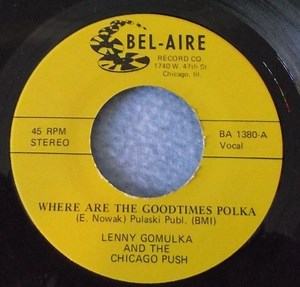 BEL-AIRE
RECORD CO.
1740 W. 47th St
Chicago, Ill.
45 RPM
STEREO
BA 1380-A
Vocal
WHERE ARE THE GOODTIMES POLKA
(E. Nowak) Pulaski Publ. (BMI)
LENNY GOMULKA
AND THE
CHICAGO PUSH